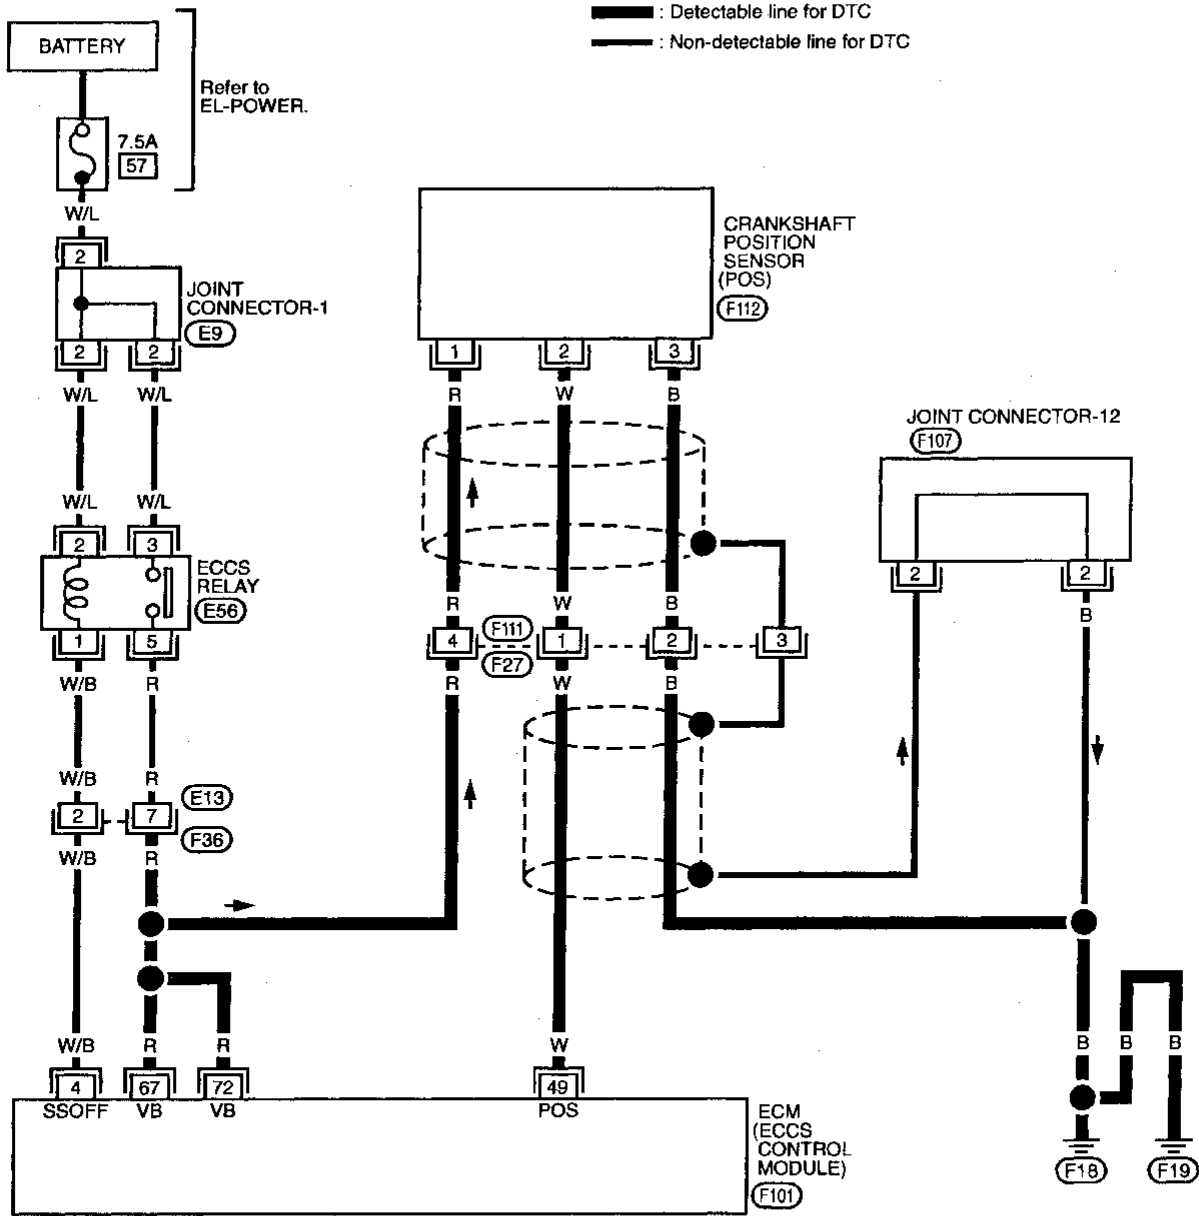 : Detectable line for DTC
: Non-detectable line for DTC
BATTERY
Refer to
EL-POWER.
7.5A
57
W/L
2
JOINT
CONNECTOR-1
E9
2 2
W/L W/L
W/L W/L
2 3
ECCS
RELAY
E56
1 5
W/B R
W/B R
E13
2 7
F36
W/B R
W/B R R
4 67 72
SSOFF VB VB
CRANKSHAFT
POSITION
SENSOR
(POS)
F112
1 2 3
R W B
R W B
F111
4 1 2 3
F27
R W B
W
49
POS
ECM
(ECCS
CONTROL
MODULE)
F101
JOINT CONNECTOR-12
F107
2 2
B
B B B
F18 F19